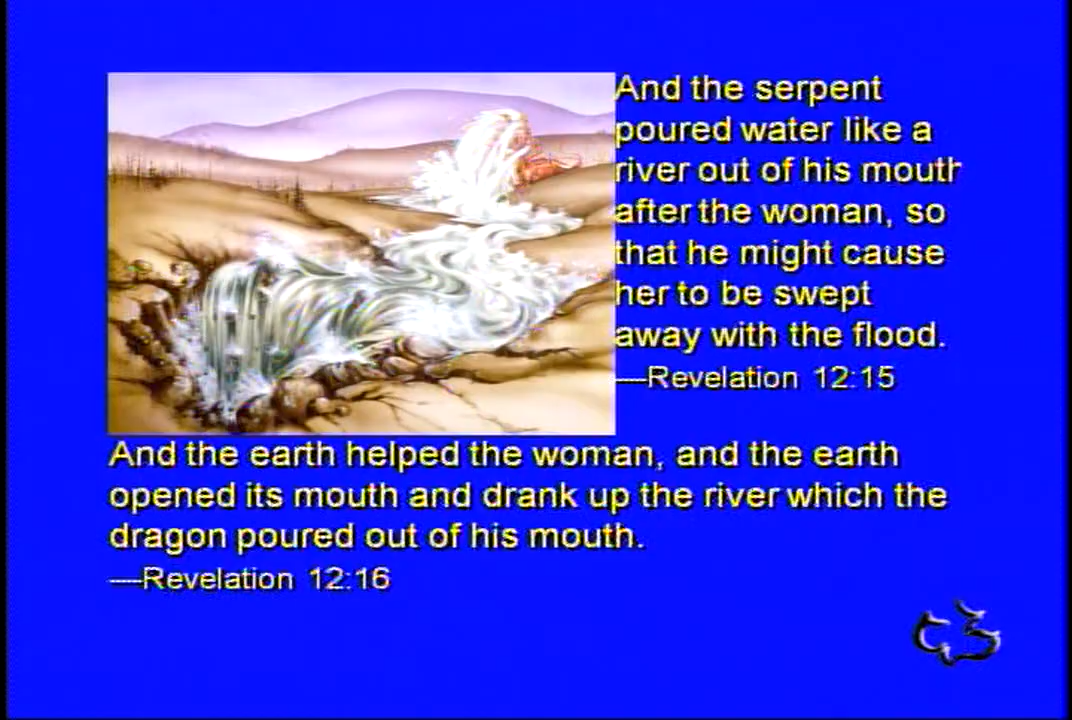 And the serpent
poured water like a
river out of his mouth
after the woman, so
that he might cause
her to be swept
away with the flood.
—Revelation 12:15
And the earth helped the woman, and the earth
opened its mouth and drank up the river which the
dragon poured out of his mouth.
—Revelation 12:16